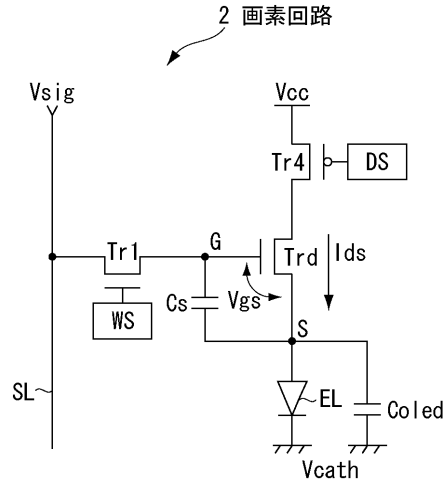 2 画素回路
Vsig
Vcc
Tr4
DS
Tr1
G
Trd
Ids
Cs
Vgs
WS
S
SL
EL
Coled
Vcath